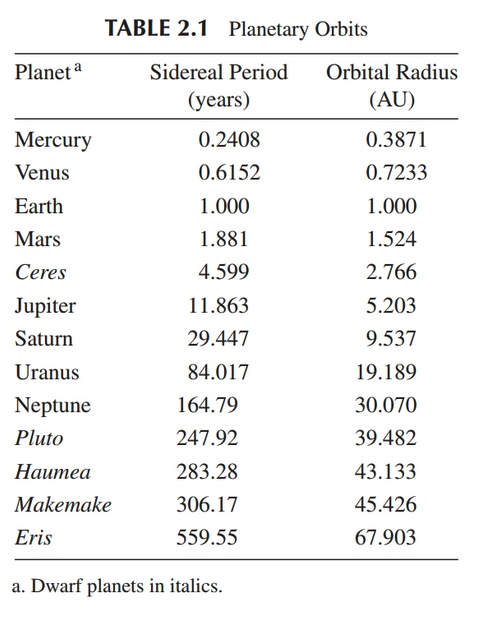 TABLE 2.1 Planetary Orbits
Planet a Sidereal Period Orbital Radius
(years) (AU)
Mercury 0.2408 0.3871
Venus 0.6152 0.7233
Earth 1.000 1.000
Mars 1.881 1.524
Ceres 4.599 2.766
Jupiter 11.863 5.203
Saturn 29.447 9.537
Uranus 84.017 19.189
Neptune 164.79 30.070
Pluto 247.92 39.482
Haumea 283.28 43.133
Makemake 306.17 45.426
Eris 559.55 67.903
a. Dwarf planets in italics.